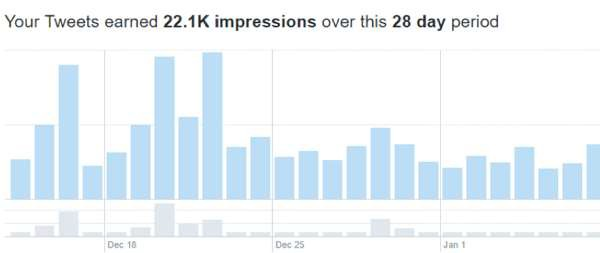 Your Tweets earned 22.1K impressions over this 28 day period
Dec 18
Dec 25
Jan 1